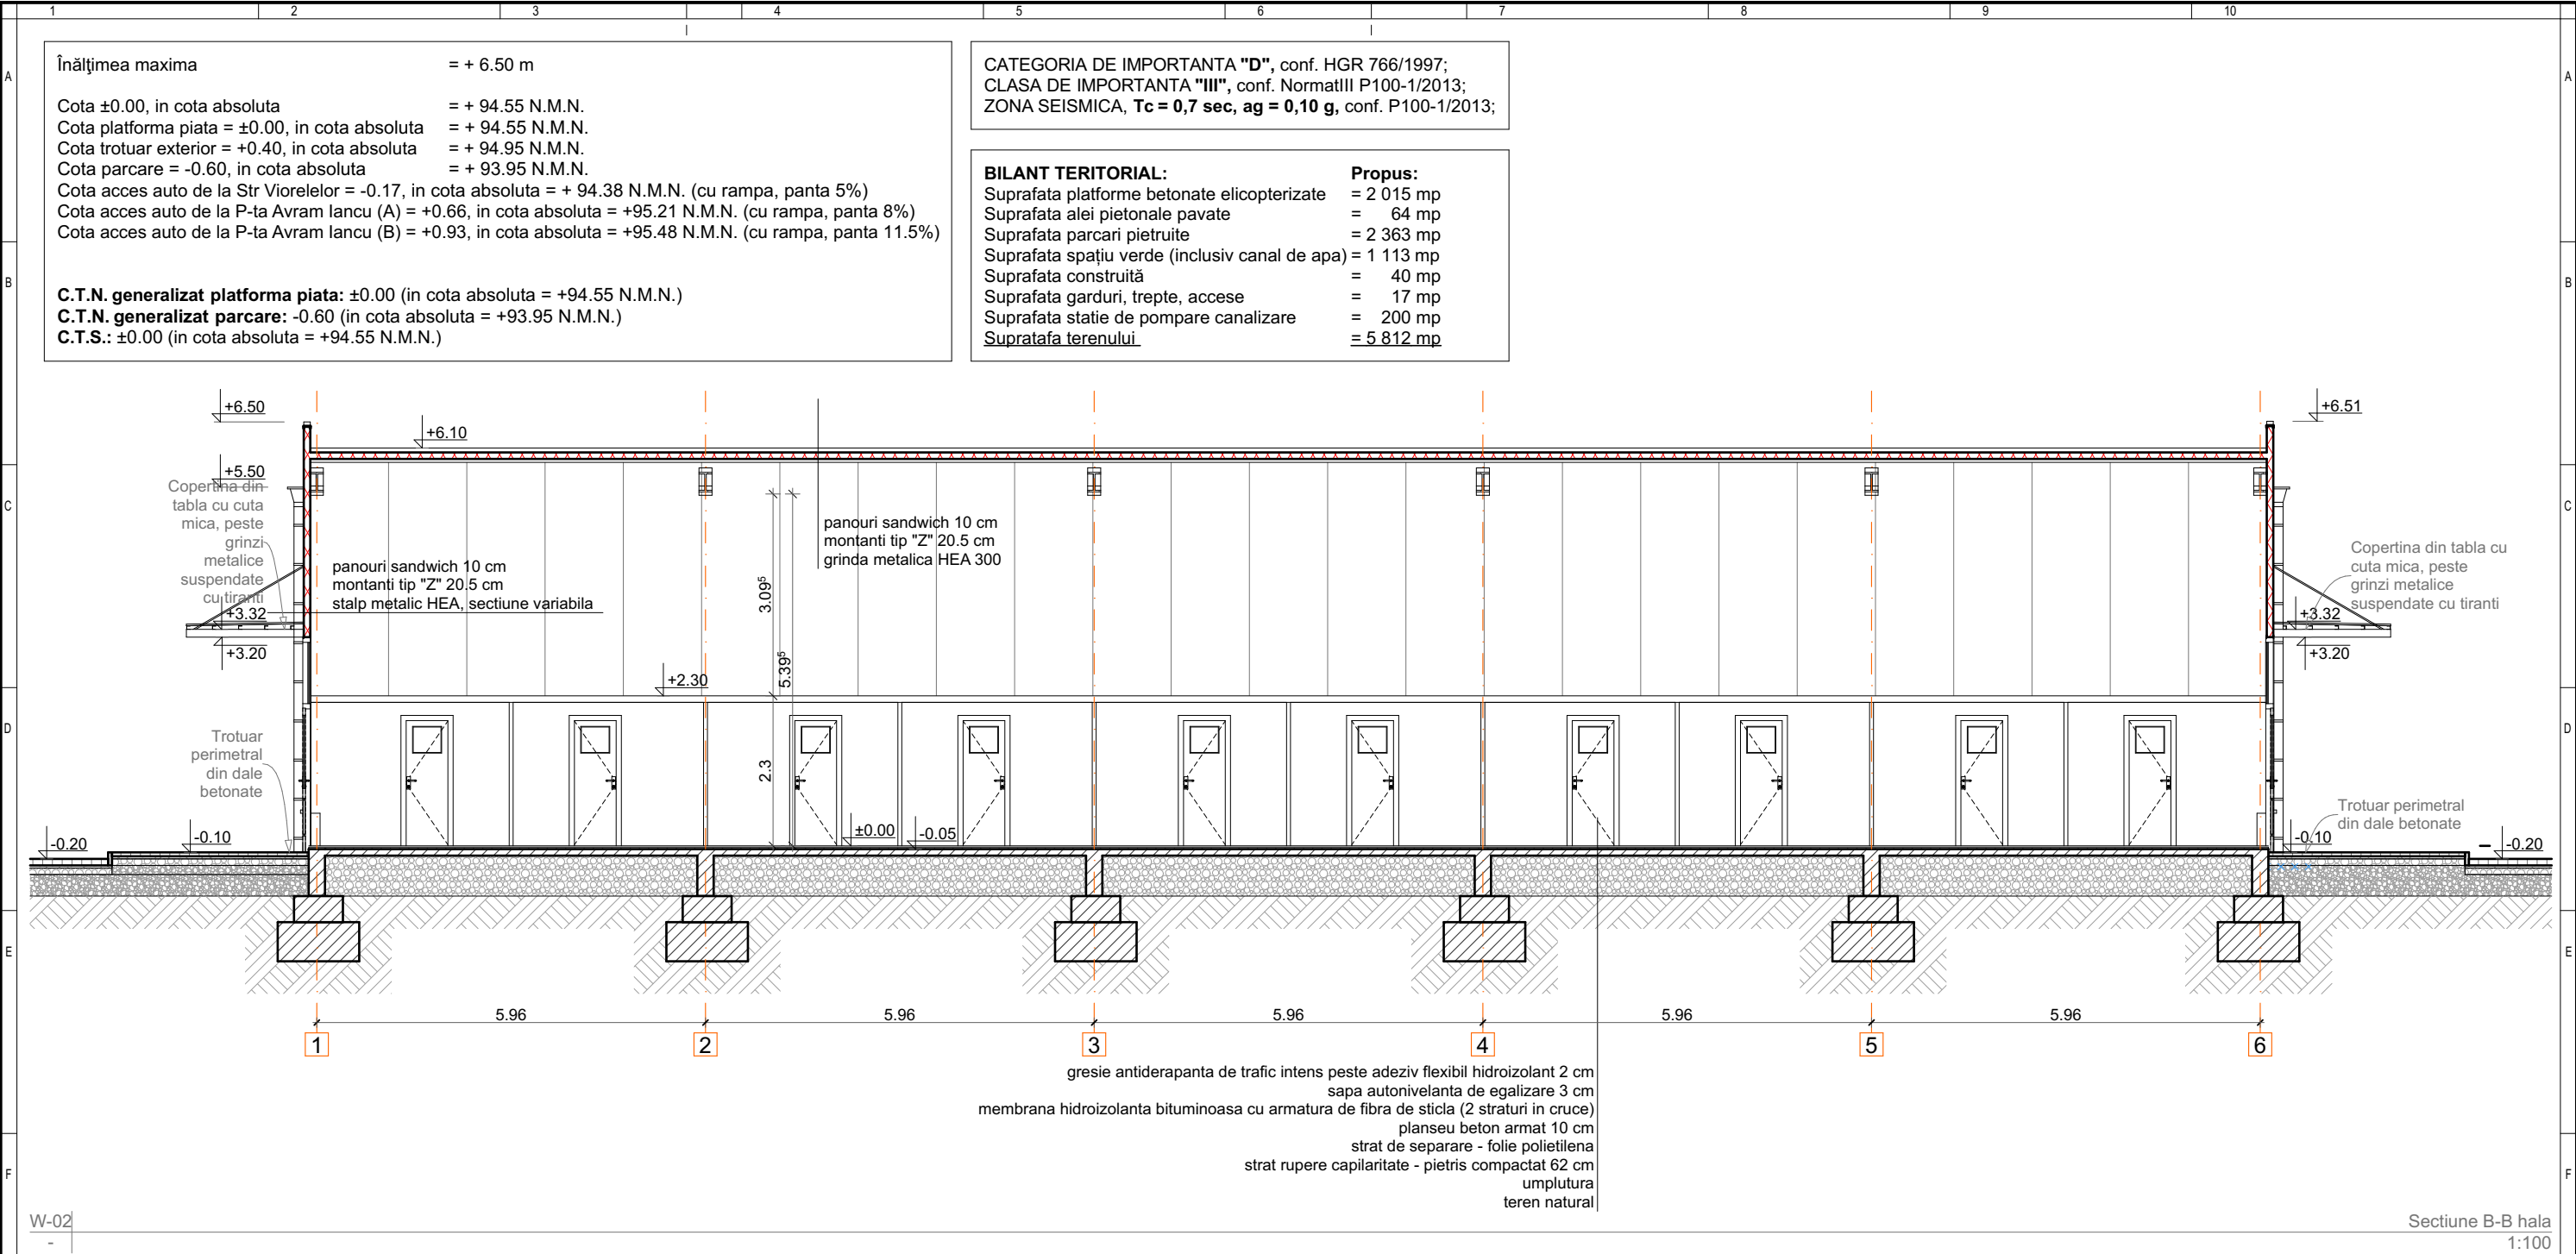 1 2 3 4 5 6 7 8 9 10
A A
B B
C C
D D
E E
F F
Înălţimea maxima = + 6.50 m
Cota ±0.00, in cota absoluta = + 94.55 N.M.N.
Cota platforma piata = ±0.00, in cota absoluta = + 94.55 N.M.N.
Cota trotuar exterior = +0.40, in cota absoluta = + 94.95 N.M.N.
Cota parcare = -0.60, in cota absoluta = + 93.95 N.M.N.
Cota acces auto de la Str Viorelelor = -0.17, in cota absoluta = + 94.38 N.M.N. (cu rampa, panta 5%)
Cota acces auto de la P-ta Avram Iancu (A) = +0.66, in cota absoluta = +95.21 N.M.N. (cu rampa, panta 8%)
Cota acces auto de la P-ta Avram Iancu (B) = +0.93, in cota absoluta = +95.48 N.M.N. (cu rampa, panta 11.5%)
C.T.N. generalizat platforma piata: ±0.00 (in cota absoluta = +94.55 N.M.N.)
C.T.N. generalizat parcare: -0.60 (in cota absoluta = +93.95 N.M.N.)
C.T.S.: ±0.00 (in cota absoluta = +94.55 N.M.N.)
CATEGORIA DE IMPORTANTA "D", conf. HGR 766/1997;
CLASA DE IMPORTANTA "III", conf. NormatIII P100-1/2013;
ZONA SEISMICA, Tc = 0,7 sec, ag = 0,10 g, conf. P100-1/2013;
BILANT TERITORIAL: Propus:
Suprafata platforme betonate elicopterizate = 2 015 mp
Suprafata alei pietonale pavate = 64 mp
Suprafata parcari pietruite = 2 363 mp
Suprafata spațiu verde (inclusiv canal de apa) = 1 113 mp
Suprafata construită = 40 mp
Suprafata garduri, trepte, accese = 17 mp
Suprafata statie de pompare canalizare = 200 mp
Supratafa terenului = 5 812 mp
+6.50
+6.51
+6.10
+5.50
Copertina din
tabla cu cuta
mica, peste
grinzi
metalice
suspendate
cu tiranti
+3.32
+3.20
panouri sandwich 10 cm
montanti tip "Z" 20.5 cm
stalp metalic HEA, sectiune variabila
panouri sandwich 10 cm
montanti tip "Z" 20.5 cm
grinda metalica HEA 300
3.09⁵
5.39⁵
2.3
+2.30
Copertina din tabla cu
cuta mica, peste
grinzi metalice
suspendate cu tiranti
+3.32
+3.20
Trotuar
perimetral
din dale
betonate
-0.20
-0.10
±0.00
-0.05
Trotuar perimetral
din dale betonate
-0.10
-0.20
5.96 5.96 5.96 5.96 5.96
1 2 3 4 5 6
gresie antiderapanta de trafic intens peste adeziv flexibil hidroizolant 2 cm
sapa autonivelanta de egalizare 3 cm
membrana hidroizolanta bituminoasa cu armatura de fibra de sticla (2 straturi in cruce)
planseu beton armat 10 cm
strat de separare - folie polietilena
strat rupere capilaritate - pietris compactat 62 cm
umplutura
teren natural
W-02
-
Sectiune B-B hala
1:100